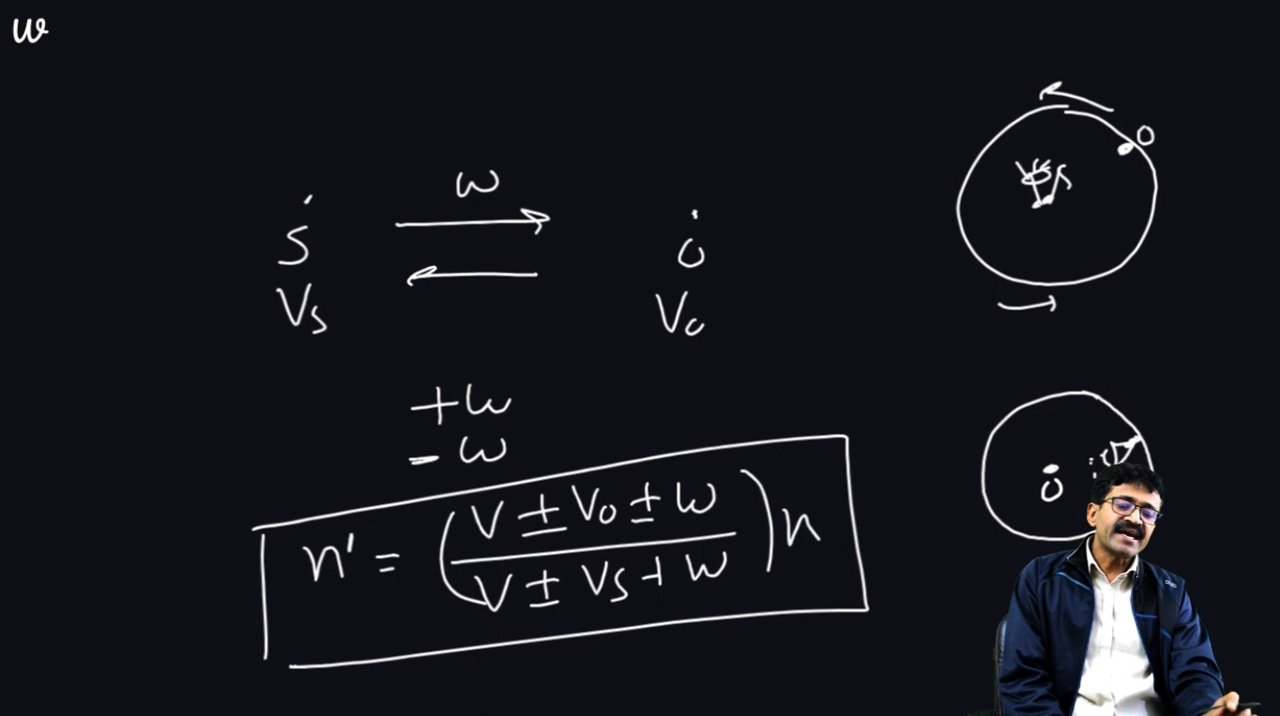 w
w
S
Vs
o
Vo
+w
-w
n' = (V ± Vo ± w / V ± Vs + w) n
O
O